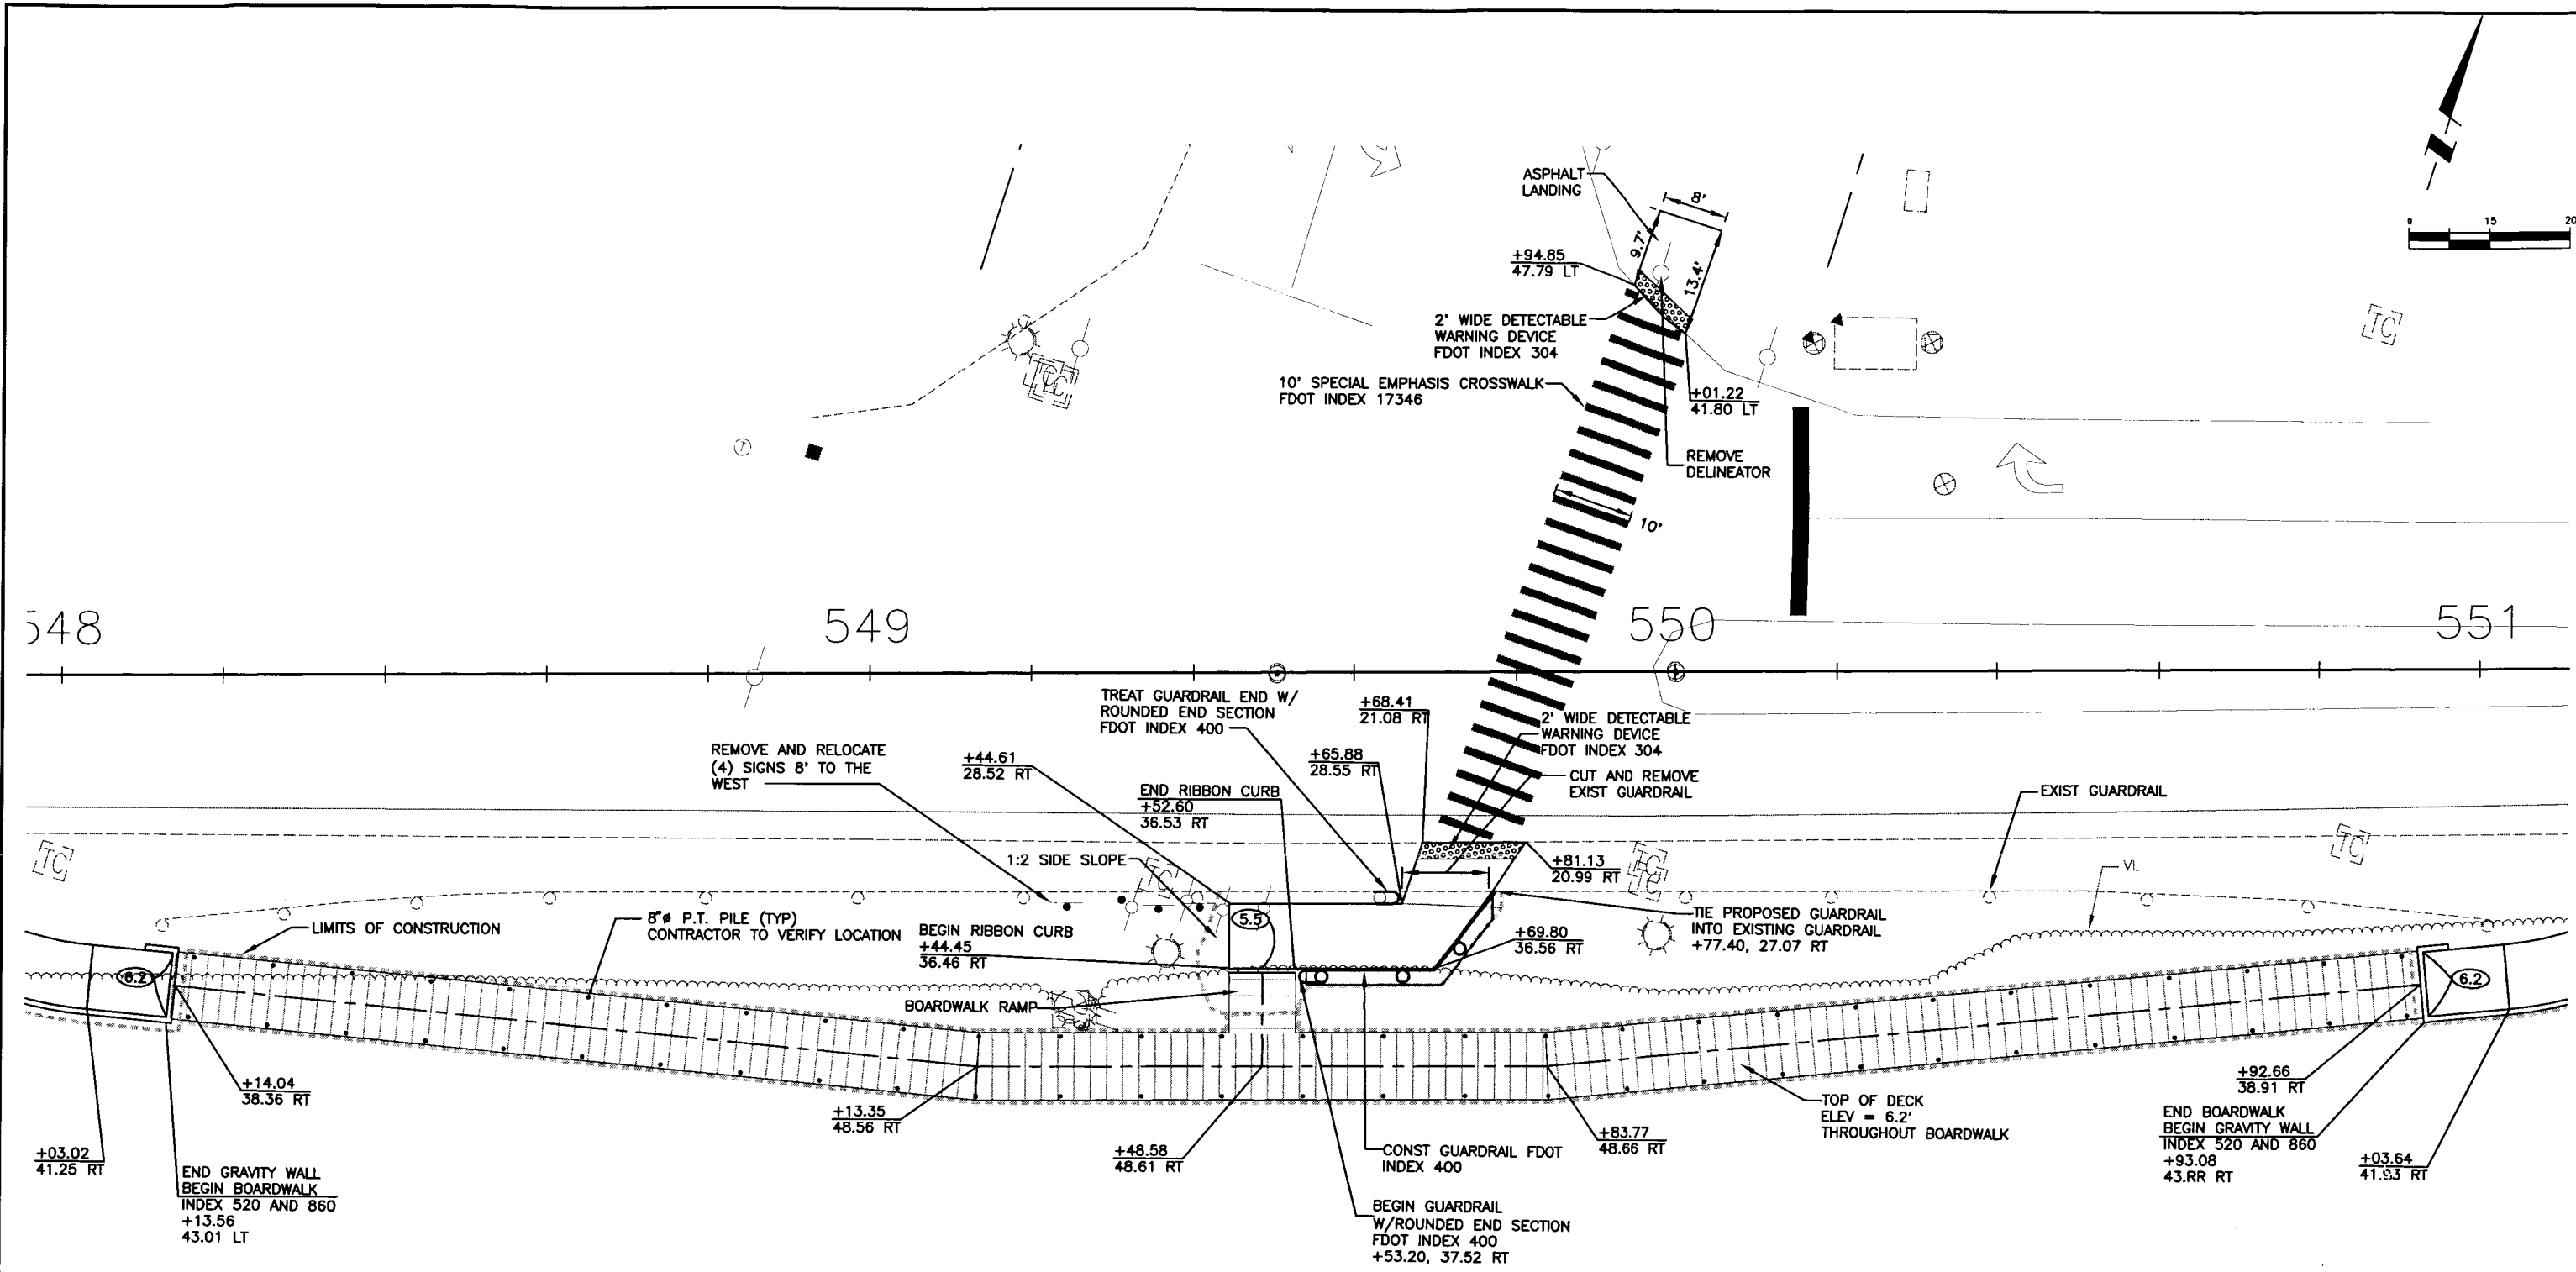 ASPHALT
LANDING
8'
9.7'
13.4'
0 15 20
+94.85
47.79 LT
2' WIDE DETECTABLE
WARNING DEVICE
FDOT INDEX 304
10' SPECIAL EMPHASIS CROSSWALK
FDOT INDEX 17346
+01.22
41.80 LT
REMOVE
DELINEATOR
10'
TC
T
548
549
550
551
TREAT GUARDRAIL END W/
ROUNDED END SECTION
FDOT INDEX 400
+68.41
21.08 RT
2' WIDE DETECTABLE
WARNING DEVICE
FDOT INDEX 304
REMOVE AND RELOCATE
(4) SIGNS 8' TO THE
WEST
+44.61
28.52 RT
+65.88
28.55 RT
CUT AND REMOVE
EXIST GUARDRAIL
END RIBBON CURB
+52.60
36.53 RT
EXIST GUARDRAIL
1:2 SIDE SLOPE
TC
TC
TC
TC
+81.13
20.99 RT
VL
LIMITS OF CONSTRUCTION
8"ø P.T. PILE (TYP)
CONTRACTOR TO VERIFY LOCATION
BEGIN RIBBON CURB
+44.45
36.46 RT
5.5
TIE PROPOSED GUARDRAIL
INTO EXISTING GUARDRAIL
+77.40, 27.07 RT
+69.80
36.56 RT
6.2
6.2
BOARDWALK RAMP
+14.04
38.36 RT
+13.35
48.56 RT
+48.58
48.61 RT
CONST GUARDRAIL FDOT
INDEX 400
+83.77
48.66 RT
TOP OF DECK
ELEV = 6.2'
THROUGHOUT BOARDWALK
+92.66
38.91 RT
+03.02
41.25 RT
END GRAVITY WALL
BEGIN BOARDWALK
INDEX 520 AND 860
+13.56
43.01 LT
BEGIN GUARDRAIL
W/ROUNDED END SECTION
FDOT INDEX 400
+53.20, 37.52 RT
END BOARDWALK
BEGIN GRAVITY WALL
INDEX 520 AND 860
+93.08
43.RR RT
+03.64
41.93 RT